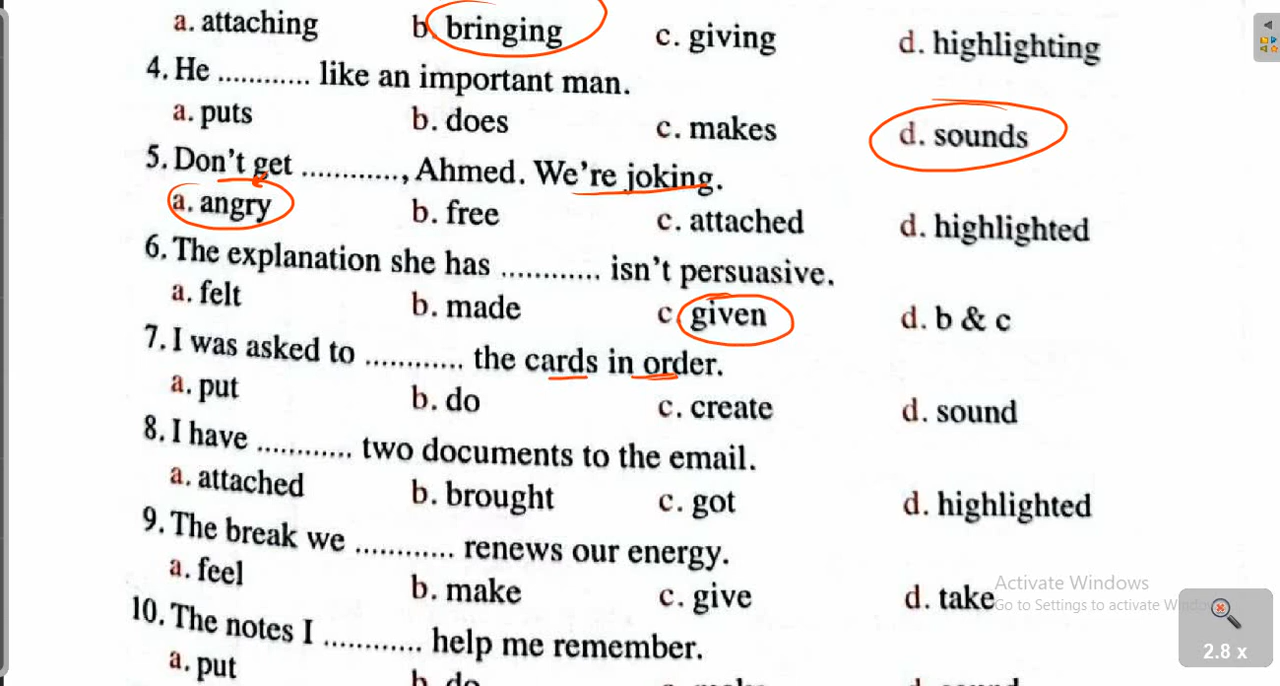 a. attaching b. bringing c. giving d. highlighting
4. He ............ like an important man.
a. puts b. does c. makes d. sounds
5. Don't get ............, Ahmed. We're joking.
a. angry b. free c. attached d. highlighted
6. The explanation she has ............ isn't persuasive.
a. felt b. made c. given d. b & c
7. I was asked to ............ the cards in order.
a. put b. do c. create d. sound
8. I have ............ two documents to the email.
a. attached b. brought c. got d. highlighted
9. The break we ............ renews our energy.
a. feel b. make c. give d. take
Activate Windows
Go to Settings to activate
10. The notes I ............ help me remember.
2.8 x
a. put b. do